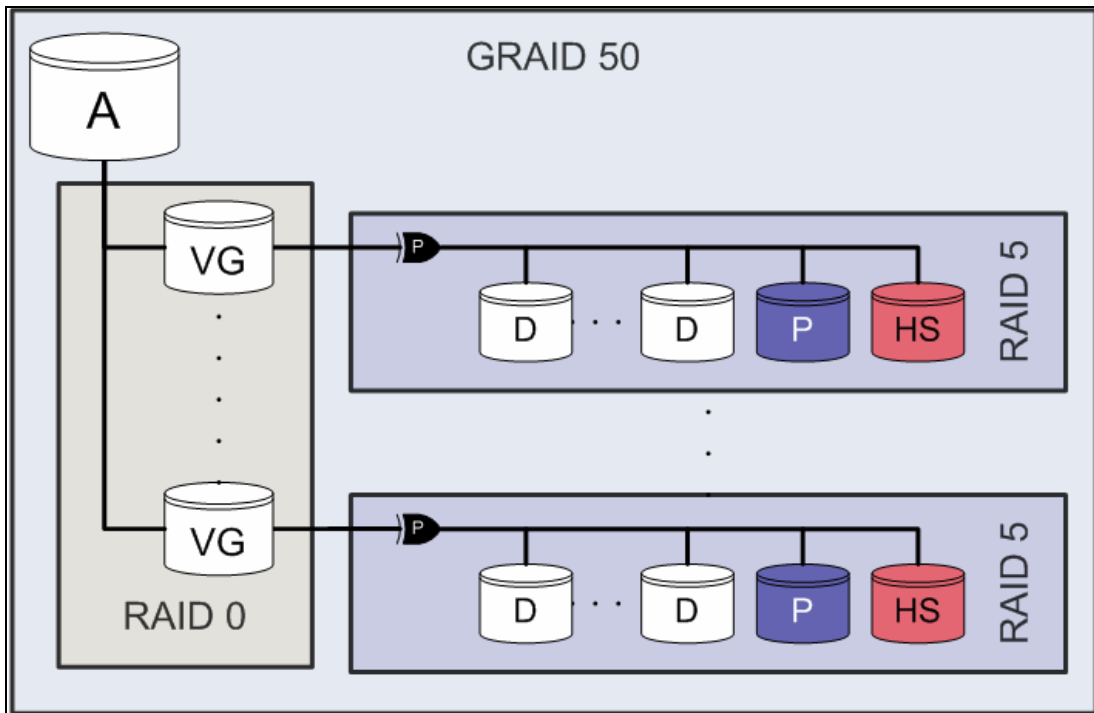 GRAID 50
A
VG
P
D . . . D P HS
RAID 5
VG
P
D . . . D P HS
RAID 5
RAID 0